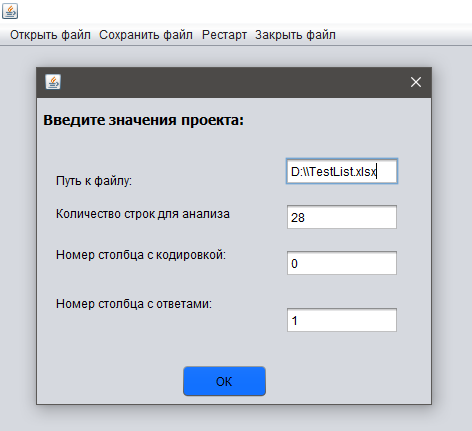 Открыть файл Сохранить файл Рестарт Закрыть файл
Введите значения проекта:
Путь к файлу: D:\\TestList.xlsx
Количество строк для анализа 28
Номер столбца с кодировкой: 0
Номер столбца с ответами: 1
ОК